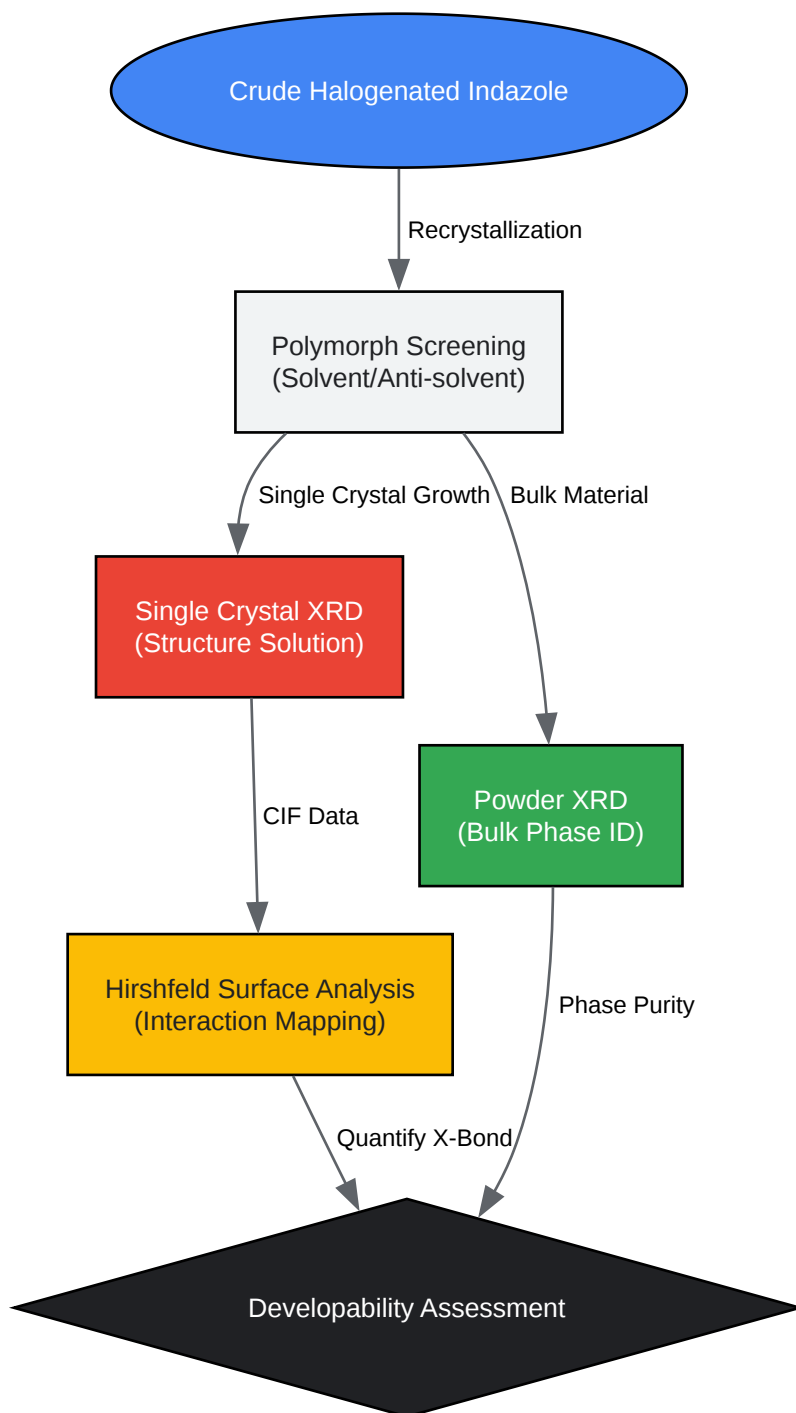 Crude Halogenated Indazole
Recrystallization
Polymorph Screening
(Solvent/Anti-solvent)
Single Crystal Growth
Bulk Material
Single Crystal XRD
(Structure Solution)
Powder XRD
(Bulk Phase ID)
CIF Data
Hirshfeld Surface Analysis
(Interaction Mapping)
Phase Purity
Quantify X-Bond
Developability Assessment